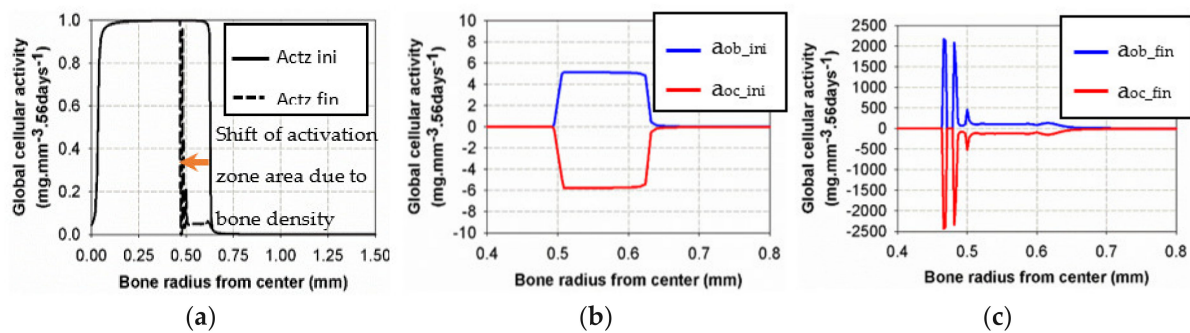 Global cellular activity
(mg.mm⁻³.56days⁻¹)
1.0
0.8
0.6
0.4
0.2
0.0
Actz ini
Actz fin
Shift of activation
zone area due to
bone density
0.00 0.25 0.50 0.75 1.00 1.25 1.50
Bone radius from center (mm)
(a)
Global cellular activity
(mg.mm⁻³.56days⁻¹)
10
8
6
4
2
0
-2
-4
-6
-8
-10
aob_ini
aoc_ini
0.4 0.5 0.6 0.7 0.8
Bone radius from center (mm)
(b)
Global cellular activity
(mg.mm⁻³.56days⁻¹)
2500
2000
1500
1000
500
0
-500
-1000
-1500
-2000
-2500
aob_fin
aoc_fin
0.4 0.5 0.6 0.7 0.8
Bone radius from center (mm)
(c)